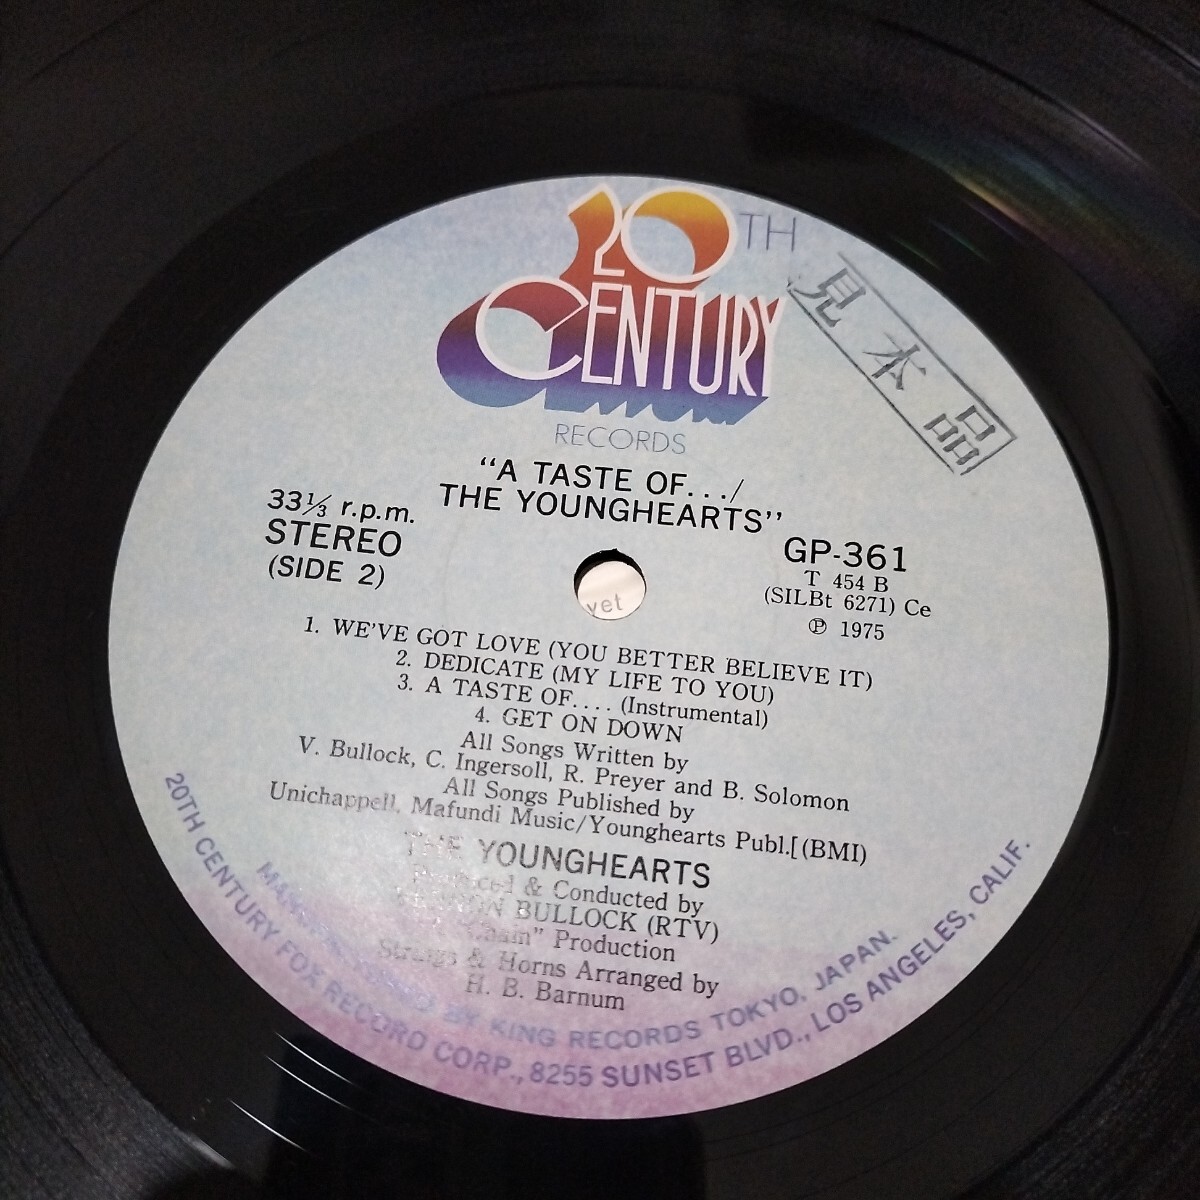 20TH
CENTURY
RECORDS
見本品
"A TASTE OF.../
THE YOUNGHEARTS"
33⅓ r.p.m.
STEREO
(SIDE 2)
GP-361
T 454 B
(SILBt 6271) Ce
℗ 1975
yet
1. WE'VE GOT LOVE (YOU BETTER BELIEVE IT)
2. DEDICATE (MY LIFE TO YOU)
3. A TASTE OF.... (Instrumental)
4. GET ON DOWN
All Songs Written by
V. Bullock, C. Ingersoll, R. Preyer and B. Solomon
All Songs Published by
Unichappell, Mafundi Music/Younghearts Publ.[(BMI)
THE YOUNGHEARTS
Produced & Conducted by
VERNON BULLOCK (RTV)
"Chain" Production
Strings & Horns Arranged by
H. B. Barnum
MANUFACTURED BY KING RECORDS TOKYO, JAPAN.
20TH CENTURY FOX RECORD CORP., 8255 SUNSET BLVD., LOS ANGELES, CALIF.